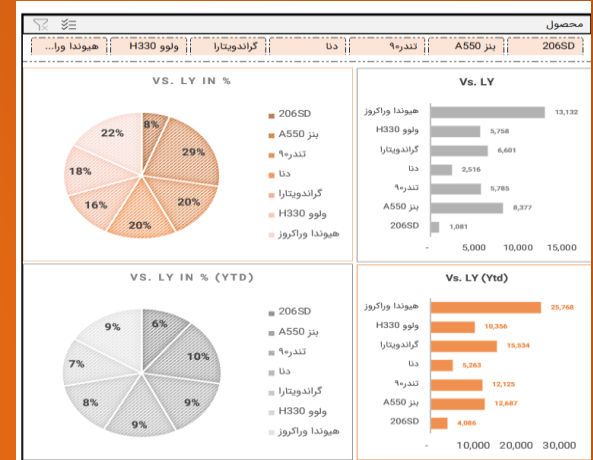 محصول
206SD
بنز A550
تندر۹۰
دنا
گراندویتارا
ولوو H330
هیوندا ورا...
VS. LY IN %
8%
29%
20%
20%
16%
18%
22%
206SD
بنز A550
تندر۹۰
دنا
گراندویتارا
ولوو H330
هیوندا وراکروز
Vs. LY
هیوندا وراکروز 13,132
ولوو H330 5,758
گراندویتارا 6,601
دنا 2,516
تندر۹۰ 5,785
بنز A550 8,377
206SD 1,081
- 5,000 10,000 15,000
VS. LY IN % (YTD)
6%
10%
9%
9%
8%
7%
9%
206SD
بنز A550
تندر۹۰
دنا
گراندویتارا
ولوو H330
هیوندا وراکروز
Vs. LY (Ytd)
هیوندا وراکروز 25,768
ولوو H330 10,356
گراندویتارا 15,534
دنا 5,263
تندر۹۰ 12,125
بنز A550 12,687
206SD 4,086
- 10,000 20,000 30,000